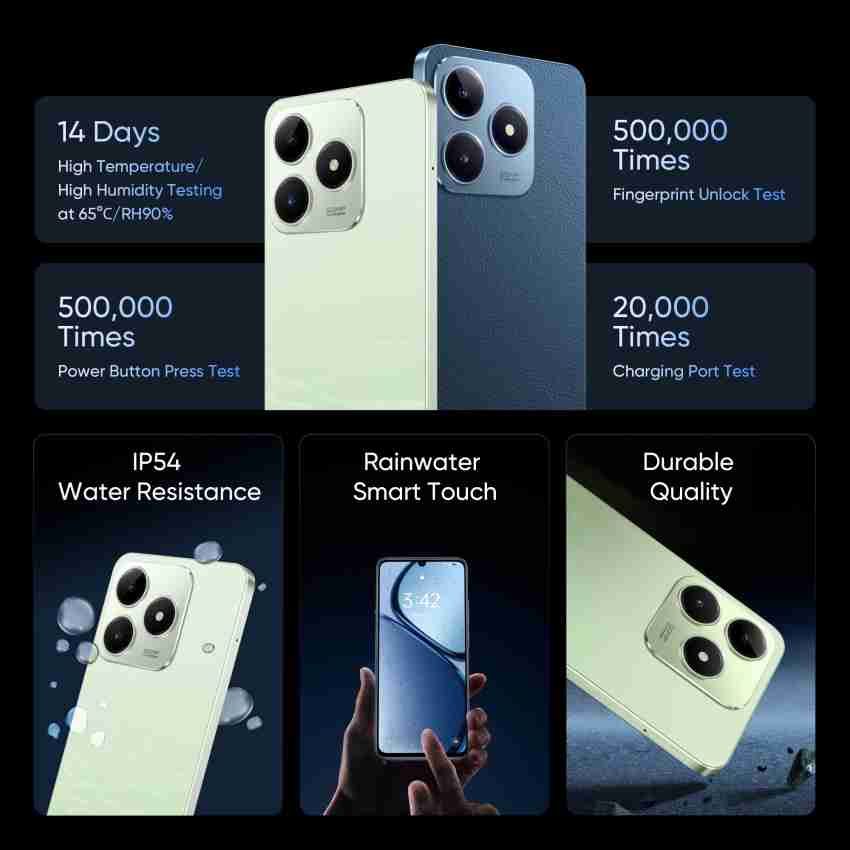 14 Days
High Temperature/
High Humidity Testing
at 65°C/RH90%
500,000
Times
Fingerprint Unlock Test
500,000
Times
Power Button Press Test
20,000
Times
Charging Port Test
IP54
Water Resistance
Rainwater
Smart Touch
3:42
Durable
Quality